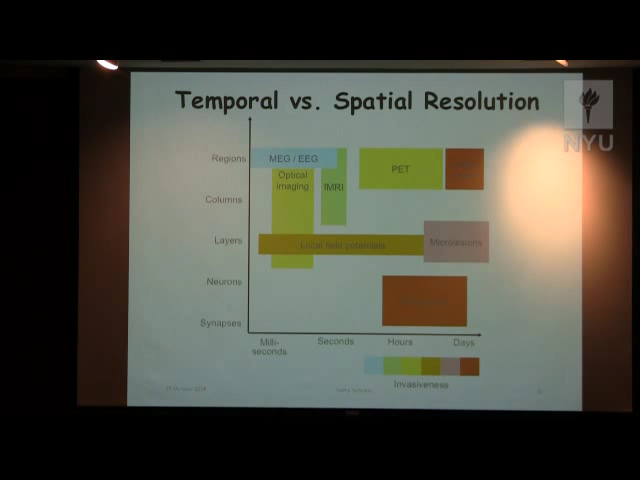 Temporal vs. Spatial Resolution
NYU
Regions
MEG / EEG
Optical
imaging
fMRI
PET
Columns
Layers
Local field potentials
Microlesions
Neurons
Synapses
Milli-
seconds
Seconds
Hours
Days
Invasiveness